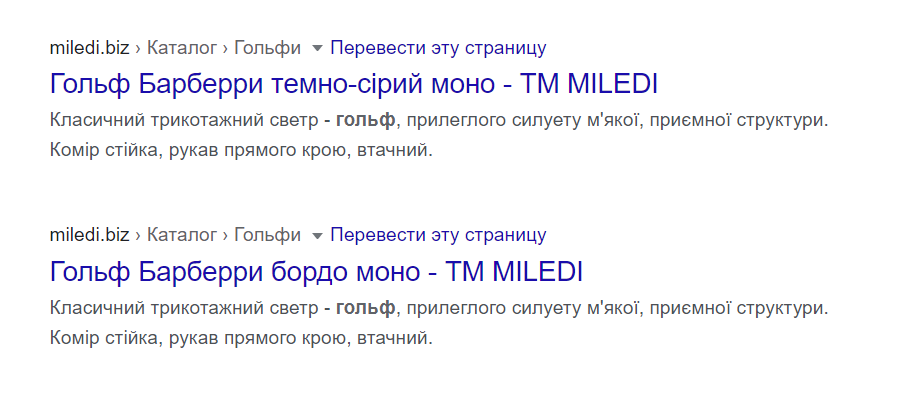 miledi.biz › Каталог › Гольфи ▼ Перевести эту страницу
Гольф Барберри темно-сірий моно - ТМ MILEDI
Класичний трикотажний светр - гольф, прилеглого силуету м'якої, приємної структури.
Комір стійка, рукав прямого крою, втачний.
miledi.biz › Каталог › Гольфи ▼ Перевести эту страницу
Гольф Барберри бордо моно - ТМ MILEDI
Класичний трикотажний светр - гольф, прилеглого силуету м'якої, приємної структури.
Комір стійка, рукав прямого крою, втачний.